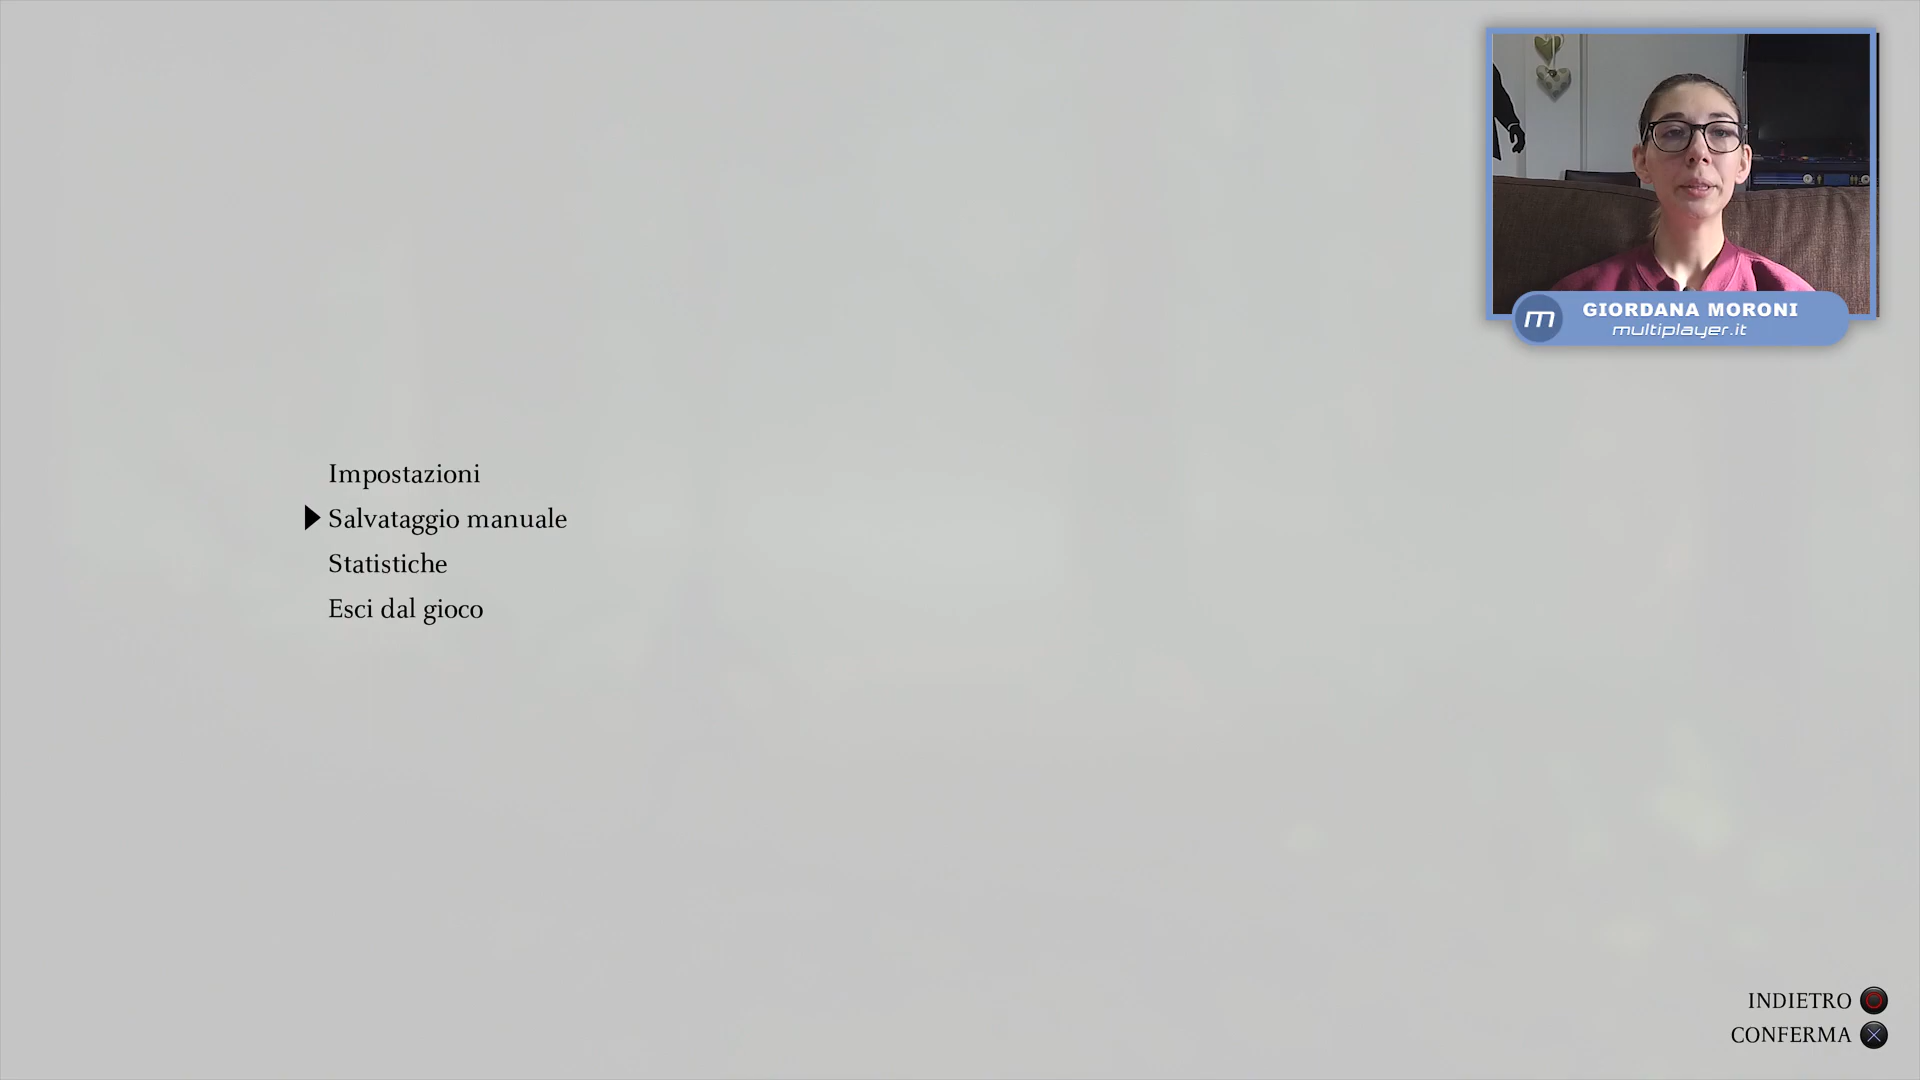 GIORDANA MORONI
m
multiplayer.it
Impostazioni
Salvataggio manuale
Statistiche
Esci dal gioco
INDIETRO
CONFERMA